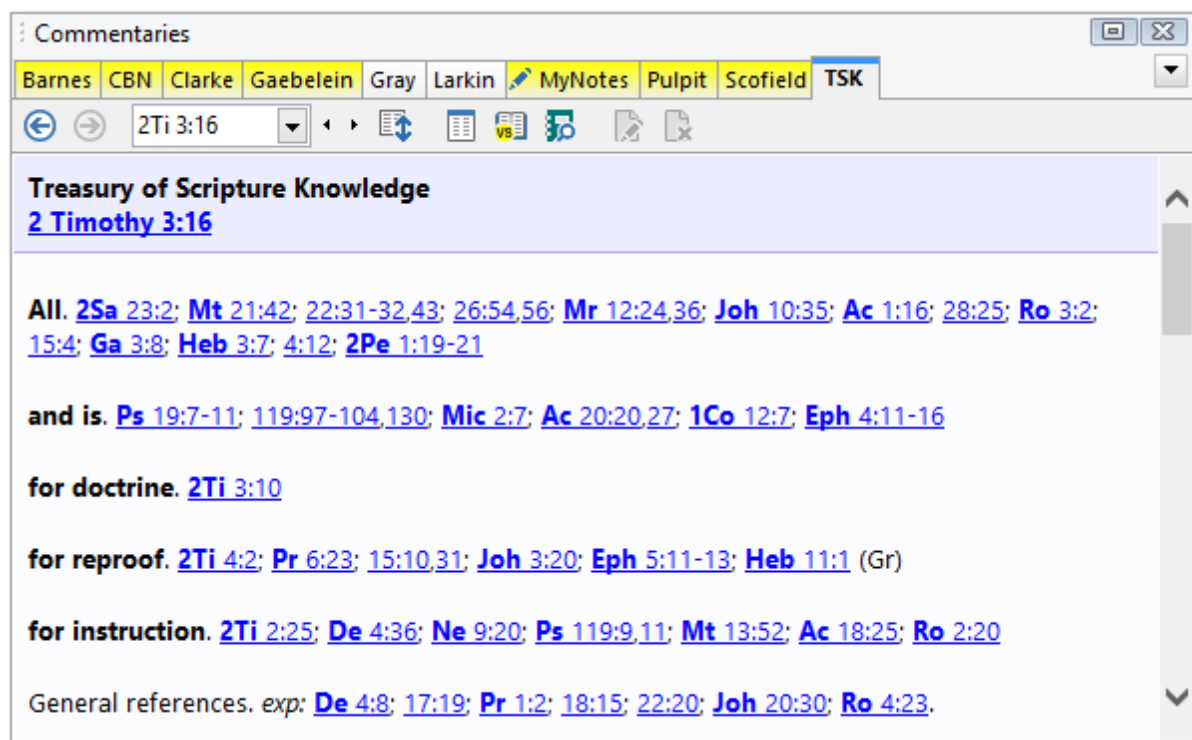 Commentaries
Barnes CBN Clarke Gaebelein Gray Larkin MyNotes Pulpit Scofield TSK
2Ti 3:16 VS
Treasury of Scripture Knowledge
2 Timothy 3:16
All. 2Sa 23:2; Mt 21:42; 22:31-32,43; 26:54,56; Mr 12:24,36; Joh 10:35; Ac 1:16; 28:25; Ro 3:2;
15:4; Ga 3:8; Heb 3:7; 4:12; 2Pe 1:19-21
and is. Ps 19:7-11; 119:97-104,130; Mic 2:7; Ac 20:20,27; 1Co 12:7; Eph 4:11-16
for doctrine. 2Ti 3:10
for reproof. 2Ti 4:2; Pr 6:23; 15:10,31; Joh 3:20; Eph 5:11-13; Heb 11:1 (Gr)
for instruction. 2Ti 2:25; De 4:36; Ne 9:20; Ps 119:9,11; Mt 13:52; Ac 18:25; Ro 2:20
General references. exp: De 4:8; 17:19; Pr 1:2; 18:15; 22:20; Joh 20:30; Ro 4:23.